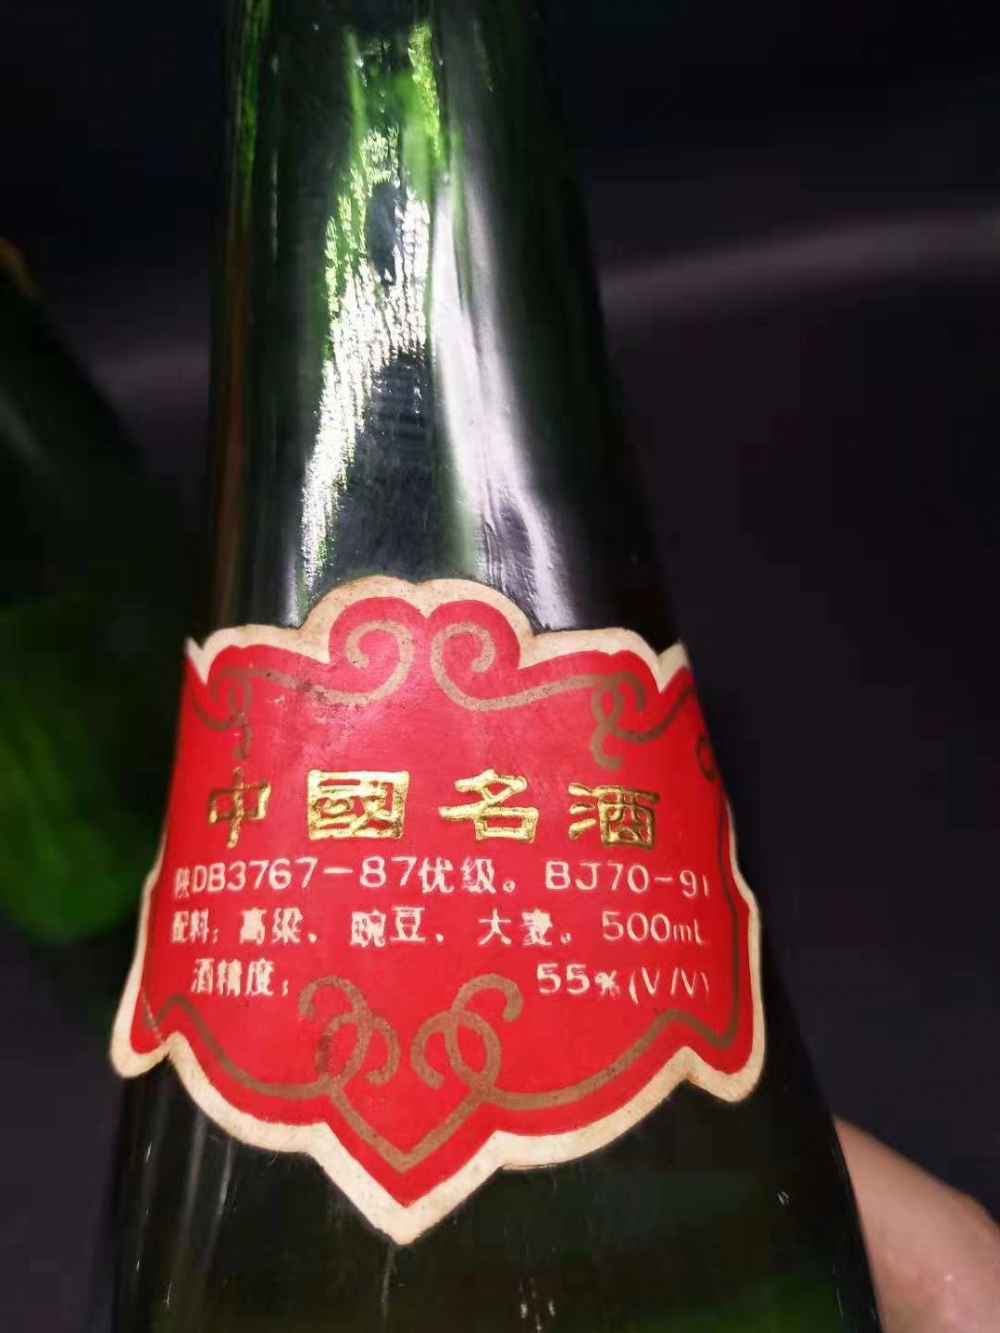 中國名酒
陕DB3767-87优级。BJ70-91
配料:高粱、豌豆、大麦。500mL
酒精度: 55%(V/V)